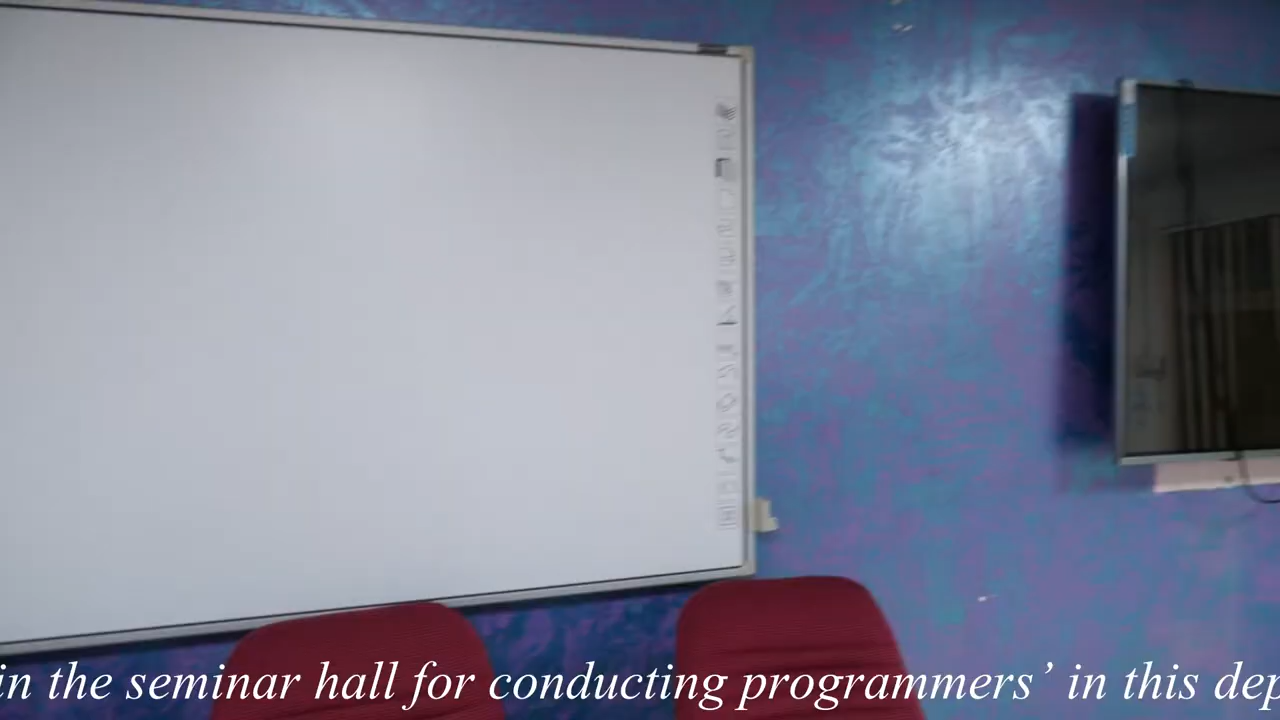 in the seminar hall for conducting programmers’ in this dep